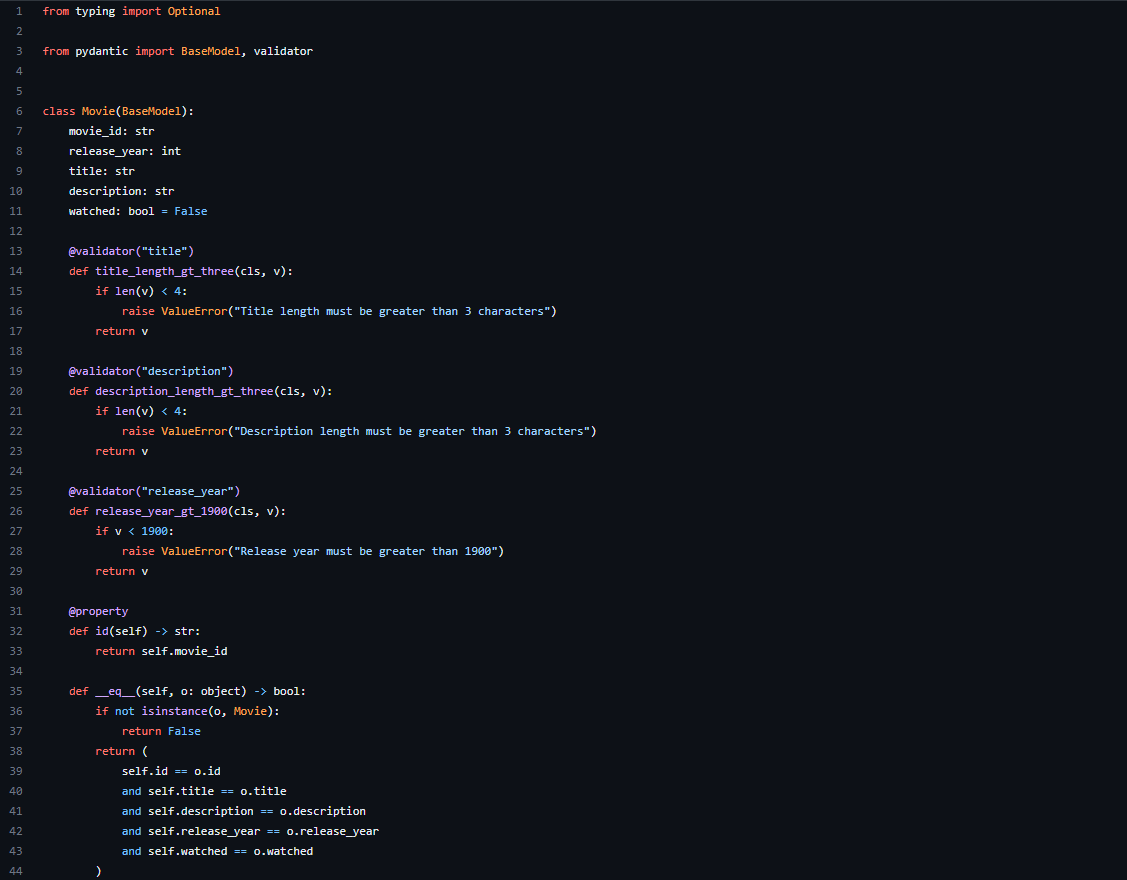 1 from typing import Optional
2
3 from pydantic import BaseModel, validator
4
5
6 class Movie(BaseModel):
7     movie_id: str
8     release_year: int
9     title: str
10     description: str
11     watched: bool = False
12
13     @validator("title")
14     def title_length_gt_three(cls, v):
15         if len(v) < 4:
16             raise ValueError("Title length must be greater than 3 characters")
17         return v
18
19     @validator("description")
20     def description_length_gt_three(cls, v):
21         if len(v) < 4:
22             raise ValueError("Description length must be greater than 3 characters")
23         return v
24
25     @validator("release_year")
26     def release_year_gt_1900(cls, v):
27         if v < 1900:
28             raise ValueError("Release year must be greater than 1900")
29         return v
30
31     @property
32     def id(self) -> str:
33         return self.movie_id
34
35     def __eq__(self, o: object) -> bool:
36         if not isinstance(o, Movie):
37             return False
38         return (
39             self.id == o.id
40             and self.title == o.title
41             and self.description == o.description
42             and self.release_year == o.release_year
43             and self.watched == o.watched
44         )